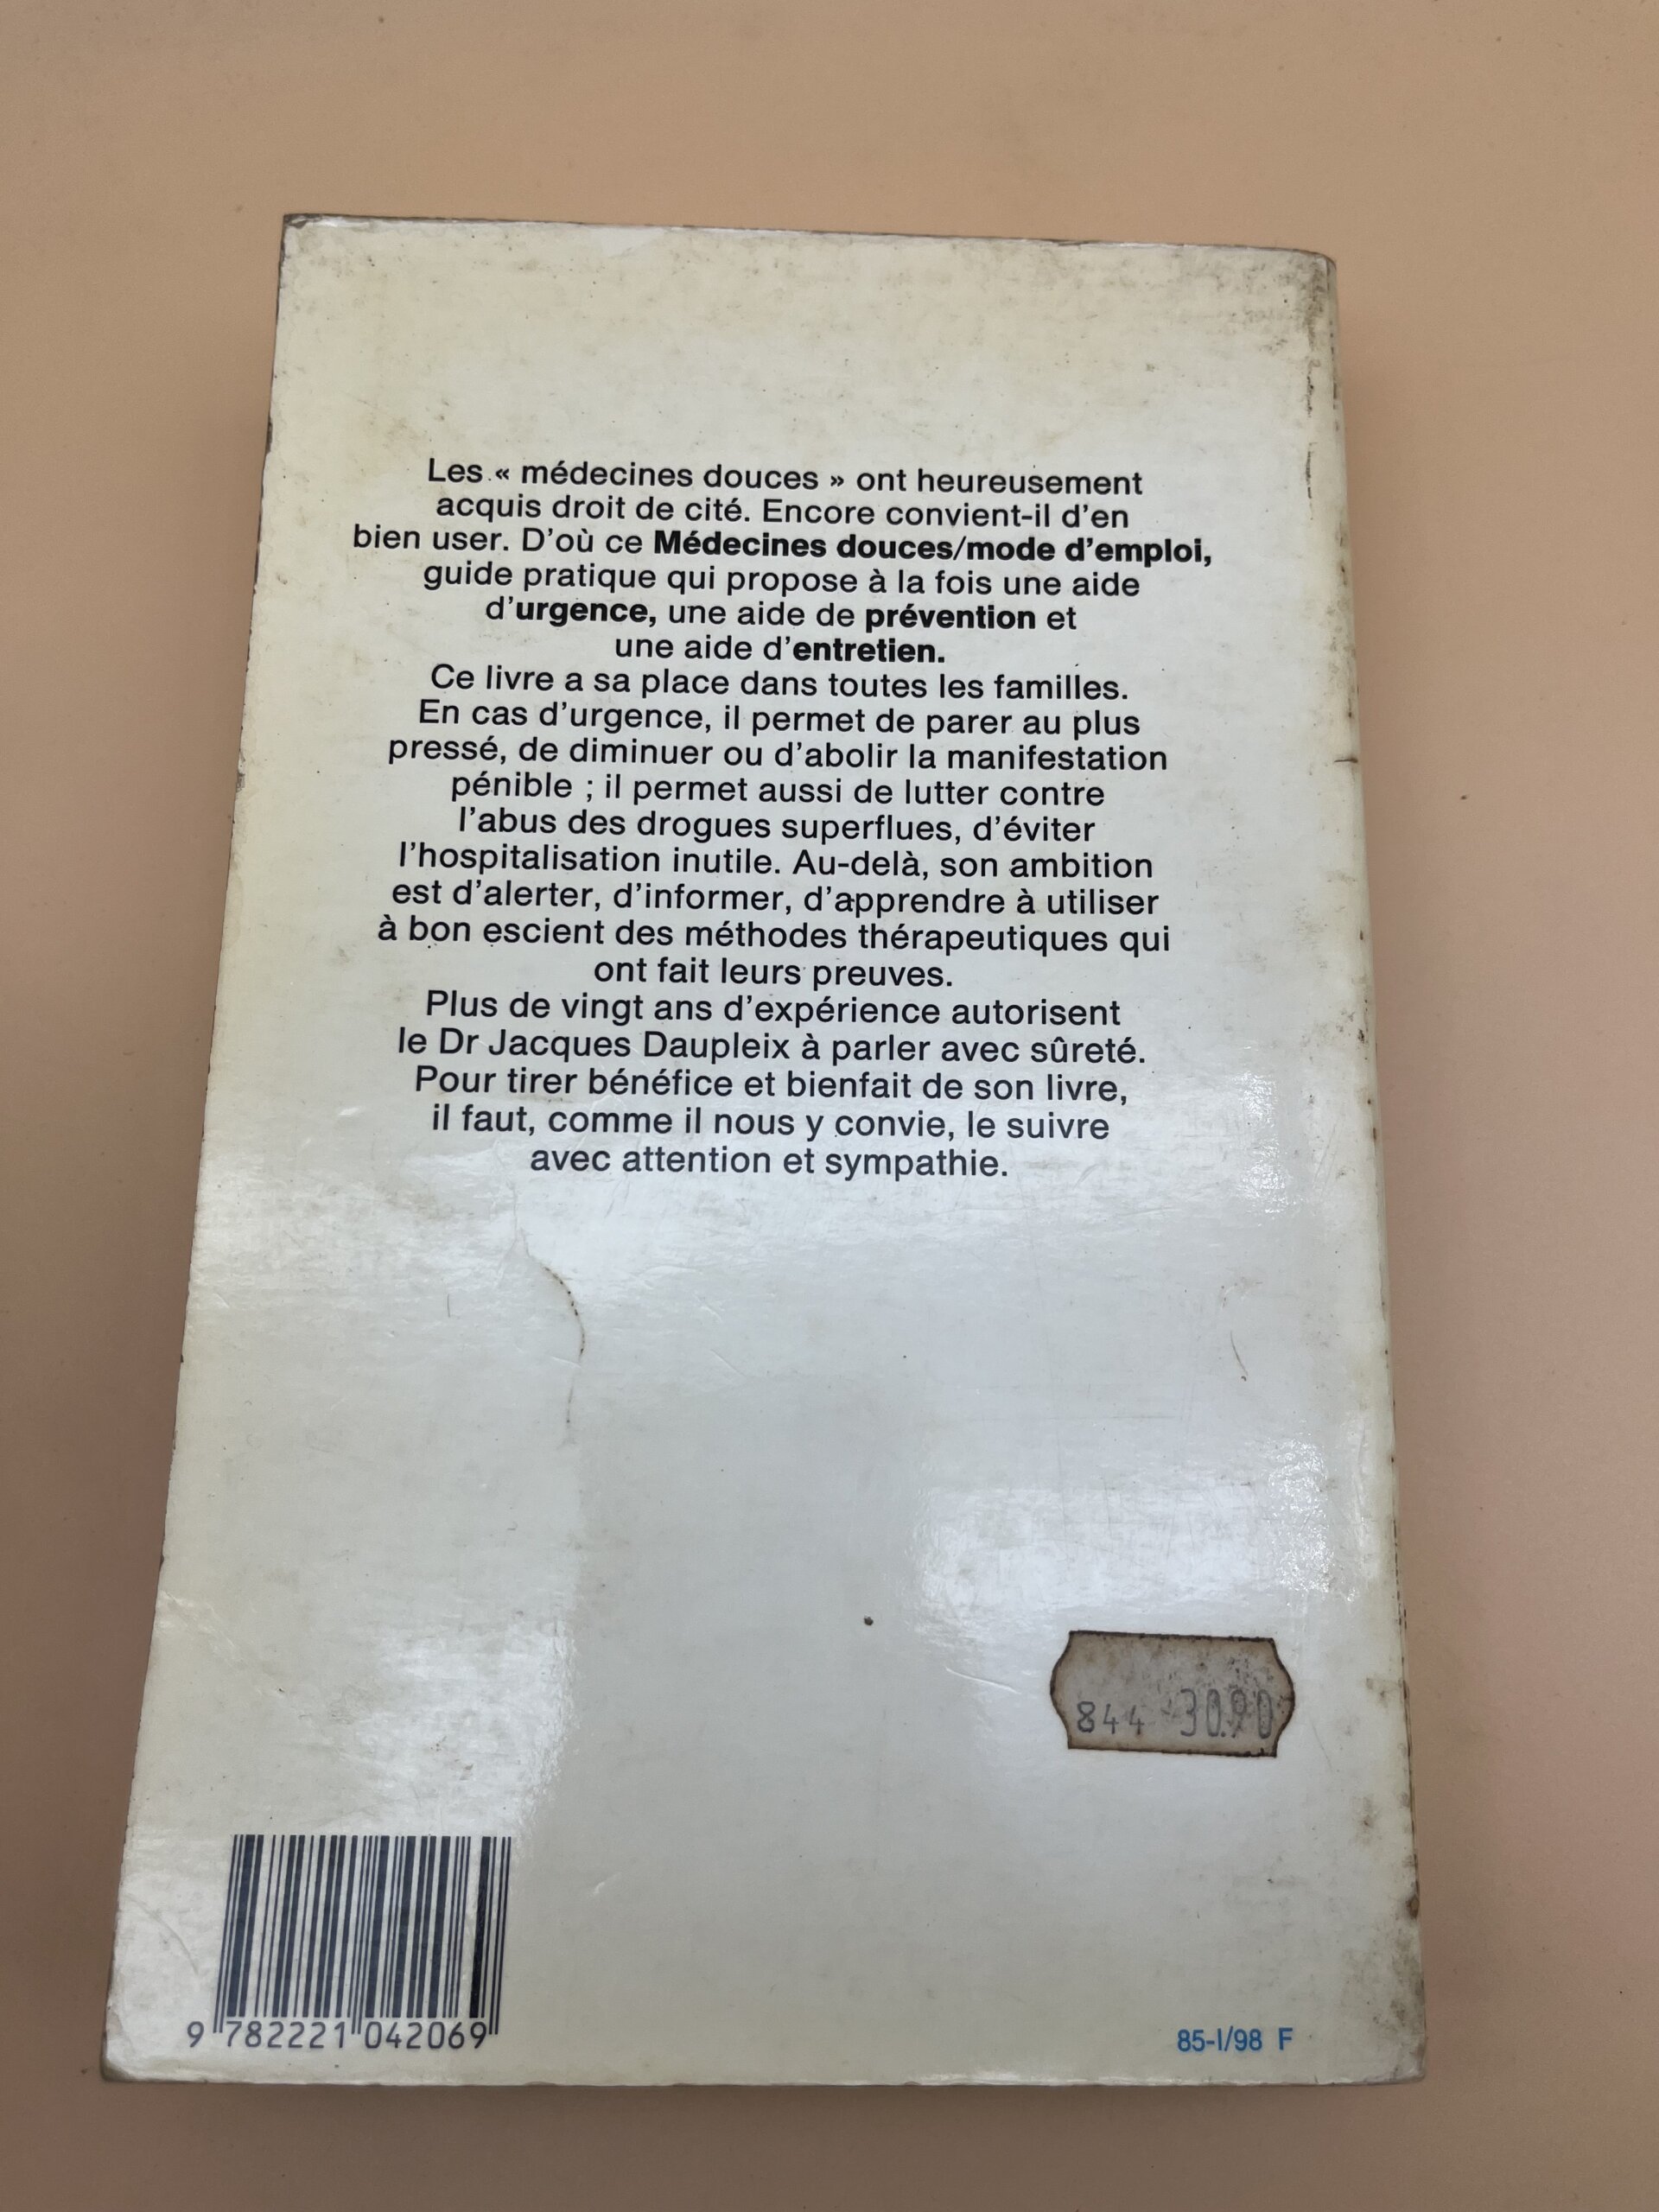 Les « médecines douces » ont heureusement
acquis droit de cité. Encore convient-il d'en
bien user. D'où ce Médecines douces/mode d'emploi,
guide pratique qui propose à la fois une aide
d'urgence, une aide de prévention et
une aide d'entretien.
Ce livre a sa place dans toutes les familles.
En cas d'urgence, il permet de parer au plus
pressé, de diminuer ou d'abolir la manifestation
pénible ; il permet aussi de lutter contre
l'abus des drogues superflues, d'éviter
l'hospitalisation inutile. Au-delà, son ambition
est d'alerter, d'informer, d'apprendre à utiliser
à bon escient des méthodes thérapeutiques qui
ont fait leurs preuves.
Plus de vingt ans d'expérience autorisent
le Dr Jacques Daupleix à parler avec sûreté.
Pour tirer bénéfice et bienfait de son livre,
il faut, comme il nous y convie, le suivre
avec attention et sympathie.
844 30.90
9 782221 042069
85-I/98 F